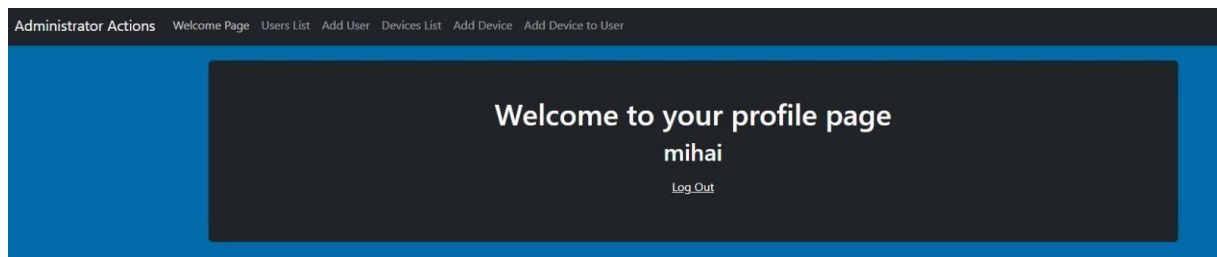 Administrator Actions Welcome Page Users List Add User Devices List Add Device Add Device to User
Welcome to your profile page
mihai
Log Out